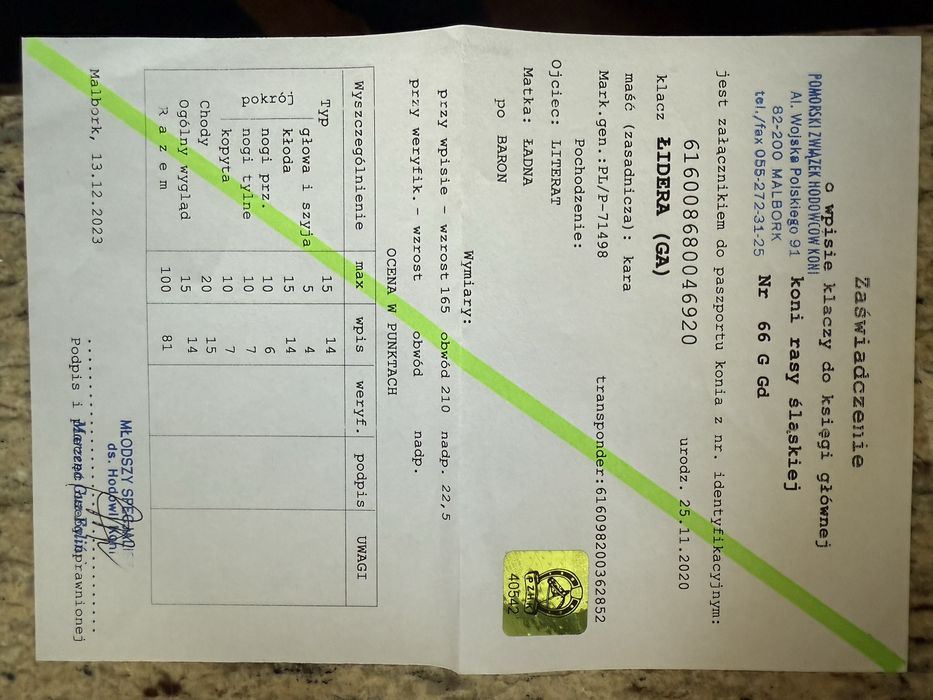 Zaświadczenie
o wpisie klaczy do księgi głównej
koni rasy śląskiej
Nr 66 G Gd
POMORSKI ZWIĄZEK HODOWCÓW KONI
Al. Wojska Polskiego 91
82-200 MALBORK
tel./fax 055-272-31-25
jest załącznikiem do paszportu konia z nr. identyfikacyjnym:
616008680046920
klacz ŁIDERA (GA) urodz. 25.11.2020
maść (zasadnicza): kara
Mark.gen.:PL/P-71498 transponder:616098200362852
Pochodzenie:
Ojciec: LITERAT
Matka: ŁADNA
po BARON
PZHK
40542
Wymiary:
przy wpisie - wzrost 165 obwód 210 nadp. 22,5
przy weryfik.- wzrost obwód nadp.
OCENA W PUNKTACH
Wyszczególnienie max wpis weryf. podpis UWAGI
Typ 15 14
pokrój głowa i szyja 5 4
kłoda 15 14
nogi prz. 10 6
nogi tylne 10 7
kopyta 10 7
Chody 20 15
Ogólny wygląd 15 14
R a z e m 100 81
Malbork, 13.12.2023
MŁODSZY
ds. Hodowli Koni
Podpis i